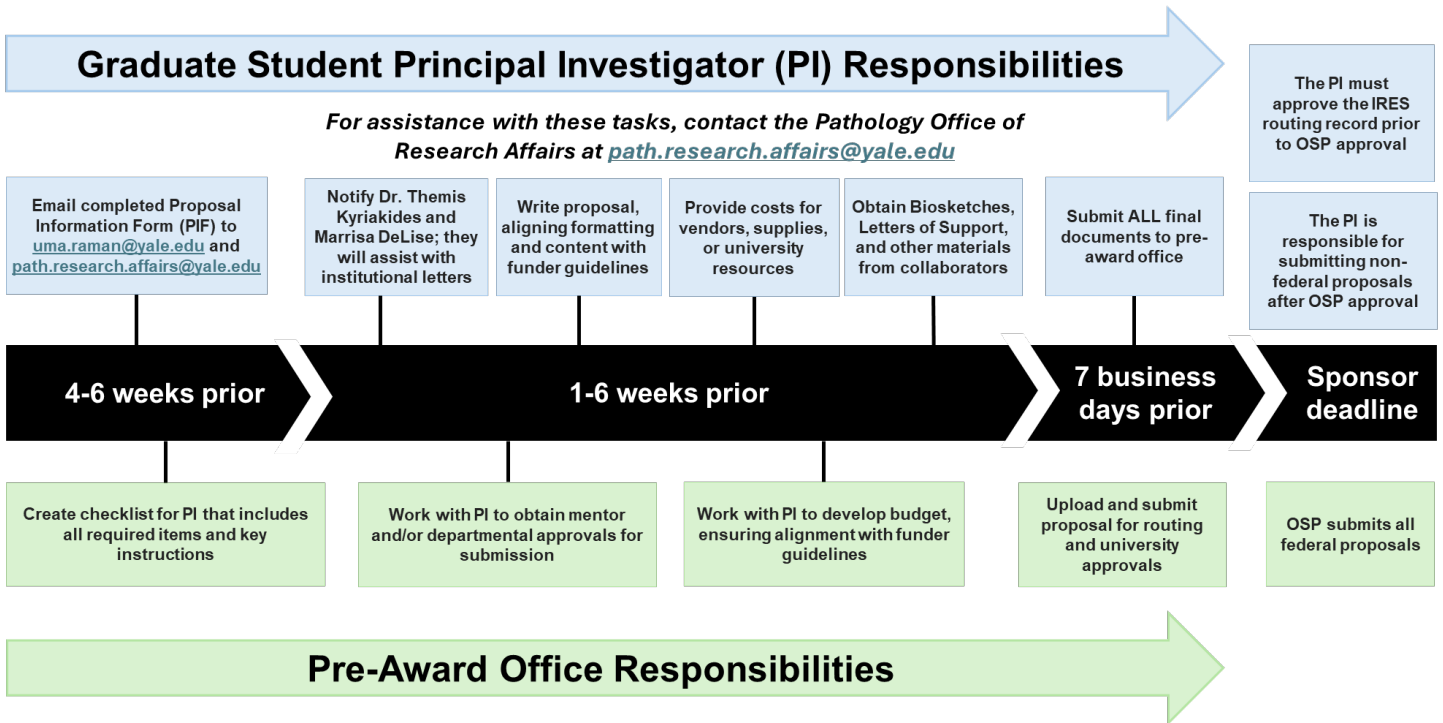 Graduate Student Principal Investigator (PI) Responsibilities
For assistance with these tasks, contact the Pathology Office of
Research Affairs at path.research.affairs@yale.edu
Email completed Proposal
Information Form (PIF) to
uma.raman@yale.edu and
path.research.affairs@yale.edu
Notify Dr. Themis
Kyriakides and
Marrisa DeLise; they
will assist with
institutional letters
Write proposal,
aligning formatting
and content with
funder guidelines
Provide costs for
vendors, supplies,
or university
resources
Obtain Biosketches,
Letters of Support,
and other materials
from collaborators
Submit ALL final
documents to pre-
award office
The PI must
approve the IRES
routing record prior
to OSP approval
The PI is
responsible for
submitting non-
federal proposals
after OSP approval
4-6 weeks prior
1-6 weeks prior
7 business
days prior
Sponsor
deadline
Create checklist for PI that includes
all required items and key
instructions
Work with PI to obtain mentor
and/or departmental approvals for
submission
Work with PI to develop budget,
ensuring alignment with funder
guidelines
Upload and submit
proposal for routing
and university
approvals
OSP submits all
federal proposals
Pre-Award Office Responsibilities